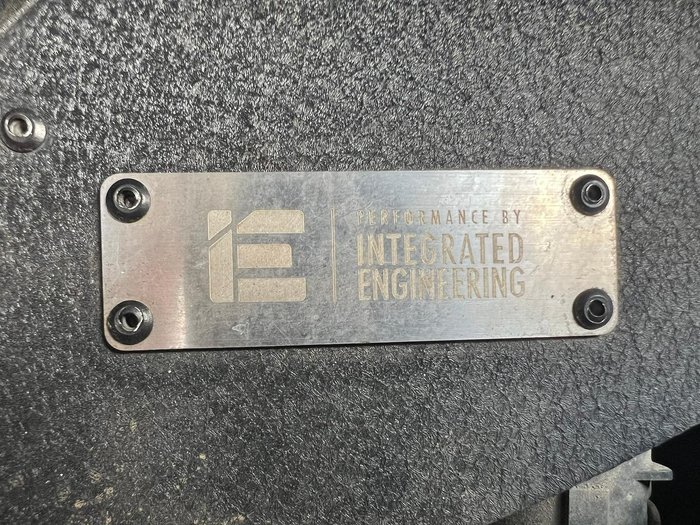 IE
PERFORMANCE BY
INTEGRATED
ENGINEERING